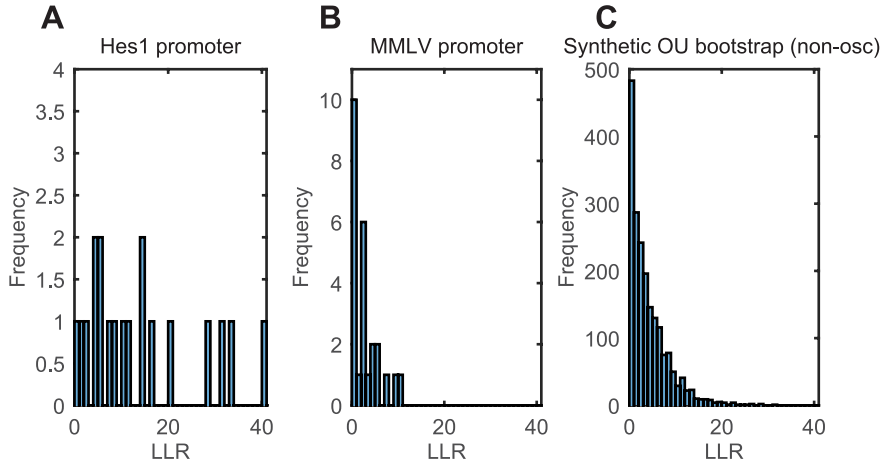 A
B
C
Hes1 promoter
MMLV promoter
Synthetic OU bootstrap (non-osc)
Frequency
4
3.5
3
2.5
2
1.5
1
0.5
0
0
20
40
LLR
Frequency
10
8
6
4
2
0
0
20
40
LLR
Frequency
500
400
300
200
100
0
0
20
40
LLR